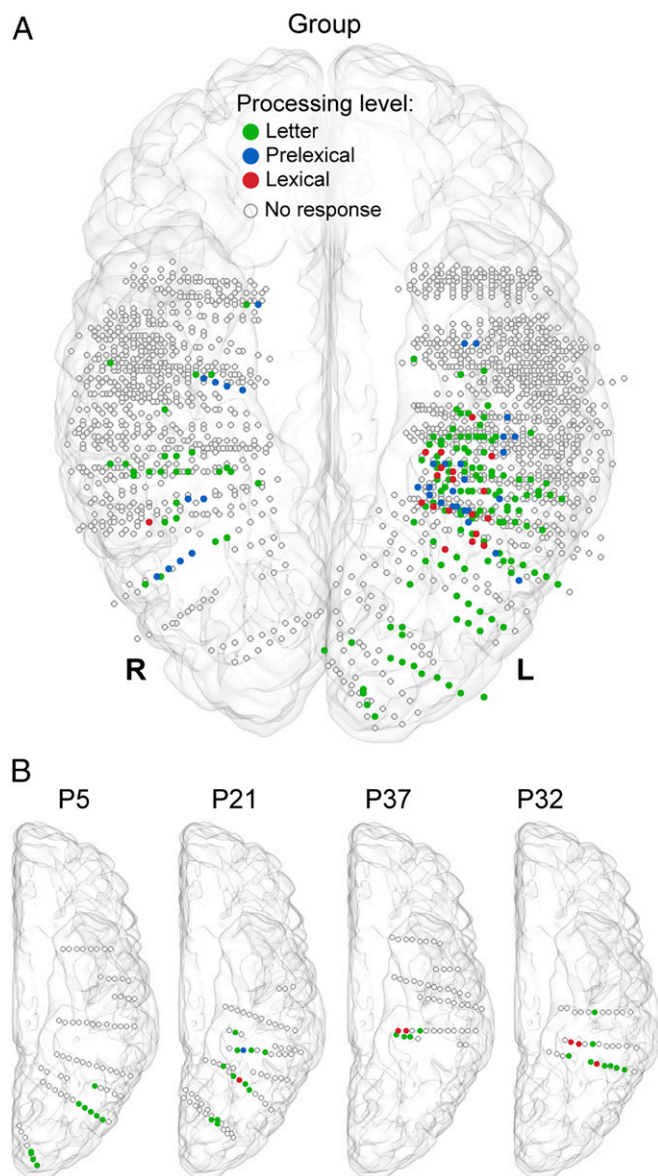 A
Group
Processing level:
Letter
Prelexical
Lexical
No response
R
L
B
P5
P21
P37
P32